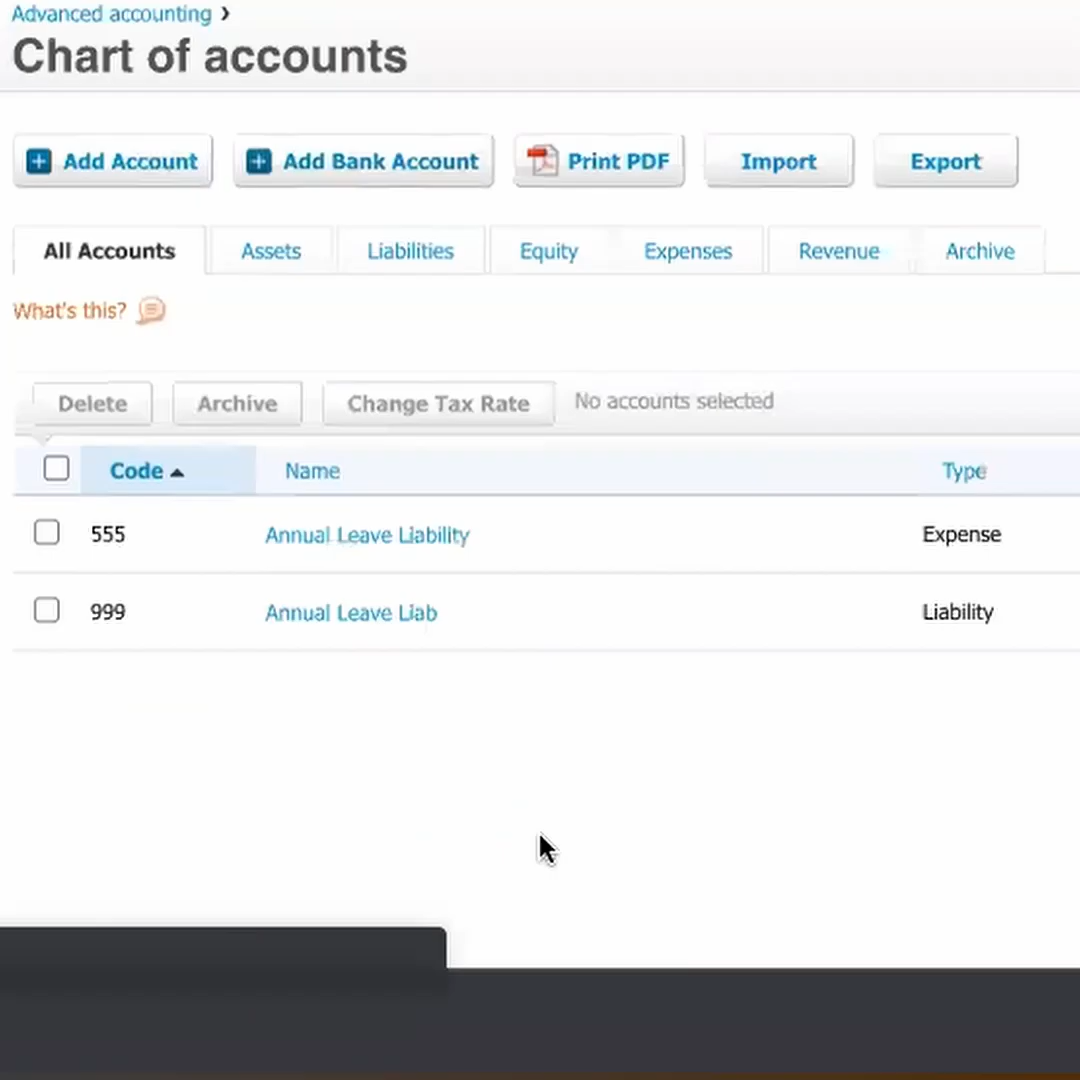 Advanced accounting ›
Chart of accounts
Add Account Add Bank Account Print PDF Import Export
All Accounts Assets Liabilities Equity Expenses Revenue Archive
What's this?
Delete Archive Change Tax Rate No accounts selected
Code Name Type
555 Annual Leave Liability Expense
999 Annual Leave Liab Liability